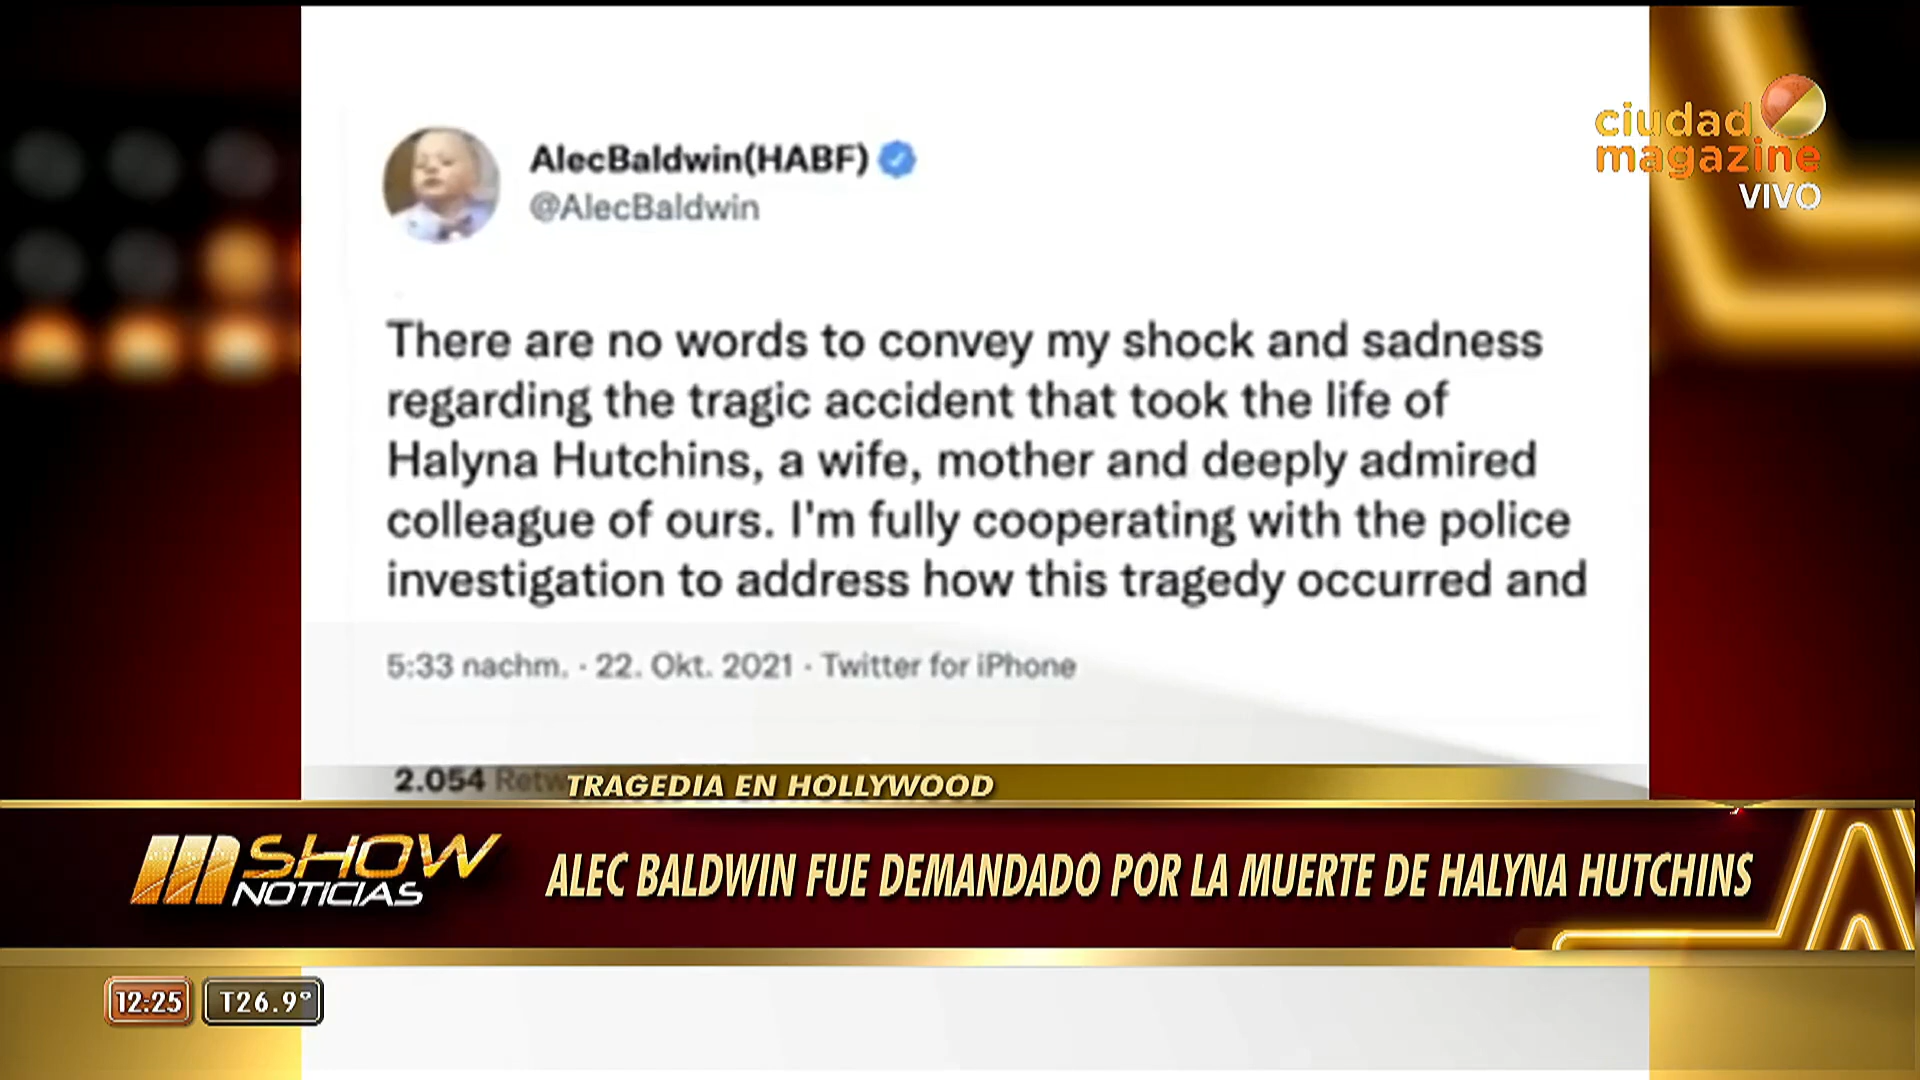 AlecBaldwin(HABF)
@AlecBaldwin
ciudad
magazine
VIVO
There are no words to convey my shock and sadness
regarding the tragic accident that took the life of
Halyna Hutchins, a wife, mother and deeply admired
colleague of ours. I'm fully cooperating with the police
investigation to address how this tragedy occurred and
5:33 nachm. · 22. Okt. 2021 · Twitter for iPhone
2.054 Retw
TRAGEDIA EN HOLLYWOOD
SHOW
NOTICIAS
ALEC BALDWIN FUE DEMANDADO POR LA MUERTE DE HALYNA HUTCHINS
12:25
T26.9°